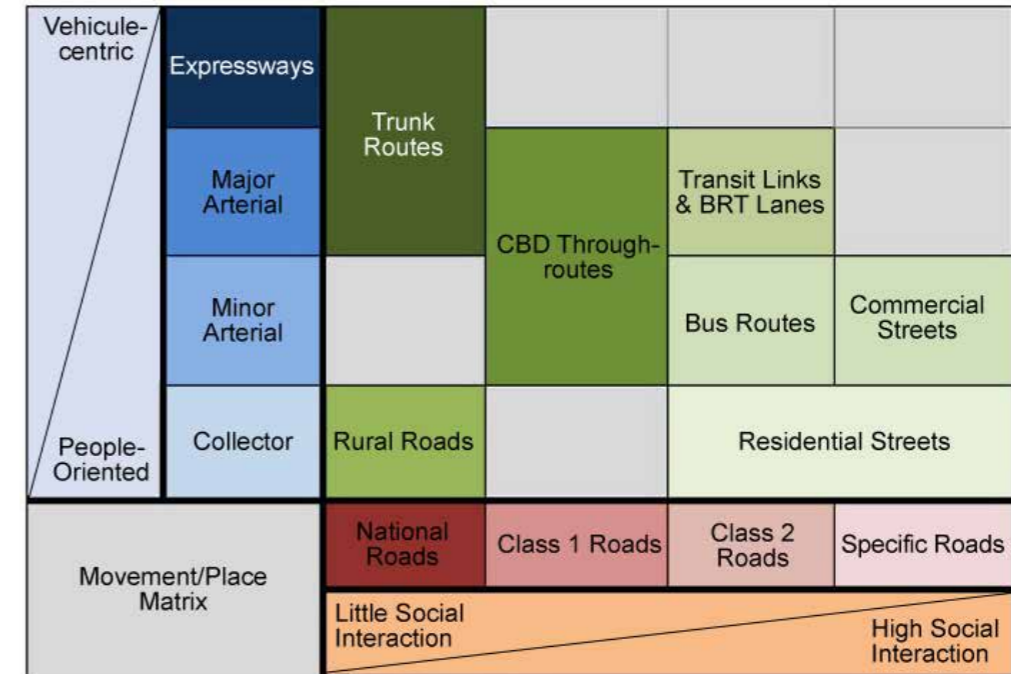 Vehicule-
centric
Expressways
Trunk
Routes
Major
Arterial
Transit Links
& BRT Lanes
CBD Through-
routes
Minor
Arterial
Bus Routes
Commercial
Streets
People-
Oriented
Collector
Rural Roads
Residential Streets
Movement/Place
Matrix
National
Roads
Class 1 Roads
Class 2
Roads
Specific Roads
Little Social
Interaction
High Social
Interaction